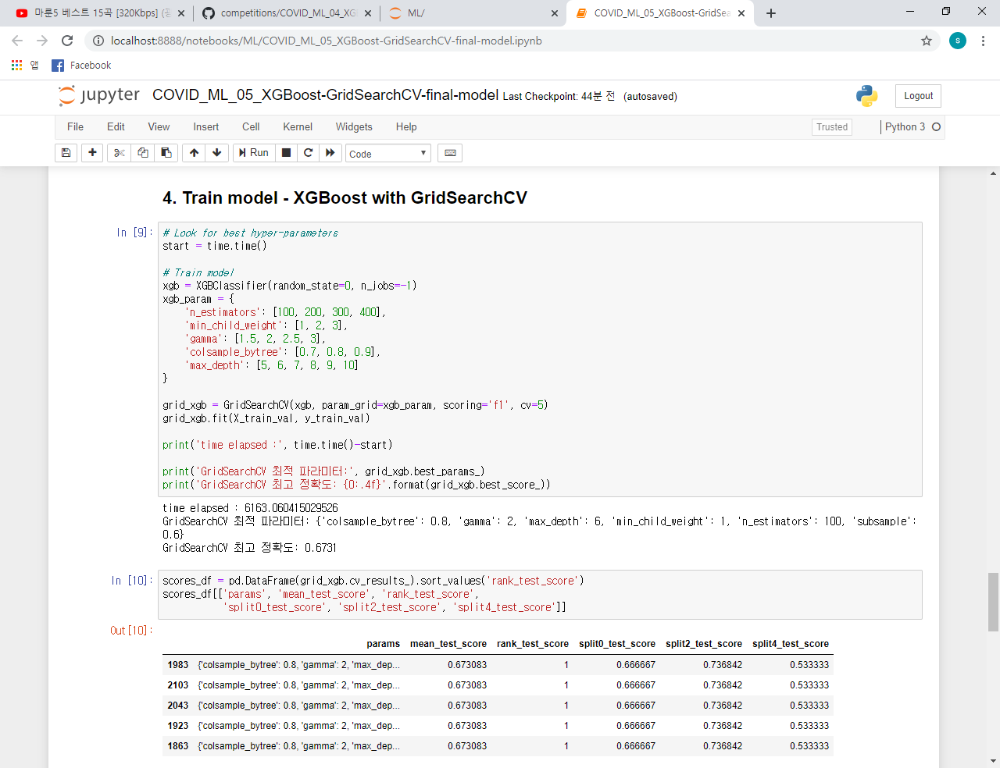 마룬5 베스트 15곡 [320Kbps] (
competitions/COVID_ML_04_XG
ML/
COVID_ML_05_XGBoost-GridSea
localhost:8888/notebooks/ML/COVID_ML_05_XGBoost-GridSearchCV-final-model.ipynb
s
앱
Facebook
jupyter COVID_ML_05_XGBoost-GridSearchCV-final-model Last Checkpoint: 44분 전 (autosaved)
Logout
File Edit View Insert Cell Kernel Widgets Help
Trusted
Python 3
Run
Code
4. Train model - XGBoost with GridSearchCV
In [9]:
# Look for best hyper-parameters
start = time.time()
# Train model
xgb = XGBClassifier(random_state=0, n_jobs=-1)
xgb_param = {
'n_estimators': [100, 200, 300, 400],
'min_child_weight': [1, 2, 3],
'gamma': [1.5, 2, 2.5, 3],
'colsample_bytree': [0.7, 0.8, 0.9],
'max_depth': [5, 6, 7, 8, 9, 10]
}
grid_xgb = GridSearchCV(xgb, param_grid=xgb_param, scoring='f1', cv=5)
grid_xgb.fit(X_train_val, y_train_val)
print('time elapsed :', time.time()-start)
print('GridSearchCV 최적 파라미터:', grid_xgb.best_params_)
print('GridSearchCV 최고 정확도: {0:.4f}'.format(grid_xgb.best_score_))
time elapsed : 6163.060415029526
GridSearchCV 최적 파라미터: {'colsample_bytree': 0.8, 'gamma': 2, 'max_depth': 6, 'min_child_weight': 1, 'n_estimators': 100, 'subsample':
0.6}
GridSearchCV 최고 정확도: 0.6731
In [10]:
scores_df = pd.DataFrame(grid_xgb.cv_results_).sort_values('rank_test_score')
scores_df[['params', 'mean_test_score', 'rank_test_score',
'split0_test_score', 'split2_test_score', 'split4_test_score']]
Out[10]:
params mean_test_score rank_test_score split0_test_score split2_test_score split4_test_score
1983 {'colsample_bytree': 0.8, 'gamma': 2, 'max_dep... 0.673083 1 0.666667 0.736842 0.533333
2103 {'colsample_bytree': 0.8, 'gamma': 2, 'max_dep... 0.673083 1 0.666667 0.736842 0.533333
2043 {'colsample_bytree': 0.8, 'gamma': 2, 'max_dep... 0.673083 1 0.666667 0.736842 0.533333
1923 {'colsample_bytree': 0.8, 'gamma': 2, 'max_dep... 0.673083 1 0.666667 0.736842 0.533333
1863 {'colsample_bytree': 0.8, 'gamma': 2, 'max_dep... 0.673083 1 0.666667 0.736842 0.533333